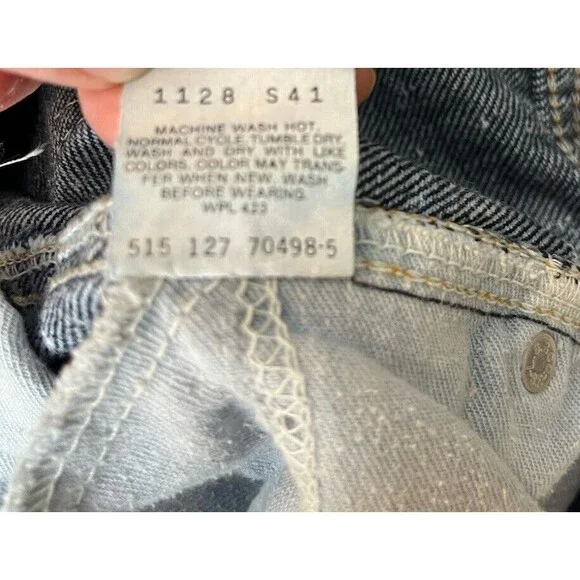 1128 S41
MACHINE WASH HOT,
NORMAL CYCLE. TUMBLE DRY
WASH AND DRY WITH LIKE
COLORS. COLOR MAY TRANS-
FER WHEN NEW. WASH
BEFORE WEARING.
WPL 423
515 127 70498-5